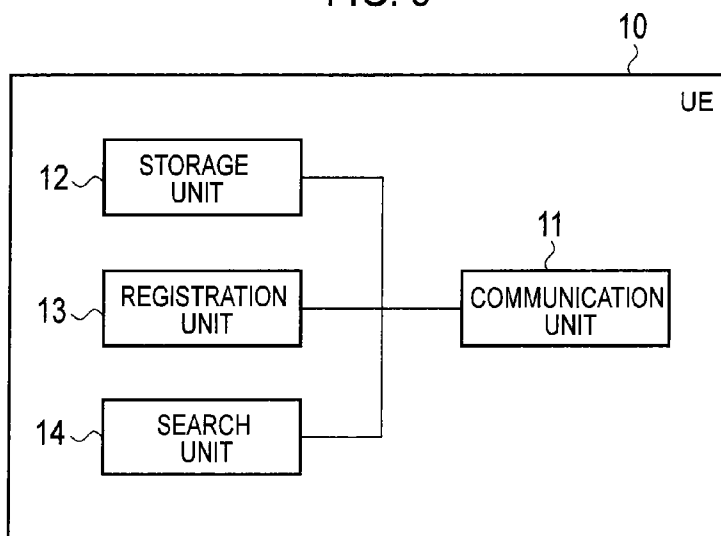 10
UE
12
STORAGE
UNIT
11
13
REGISTRATION
UNIT
COMMUNICATION
UNIT
14
SEARCH
UNIT